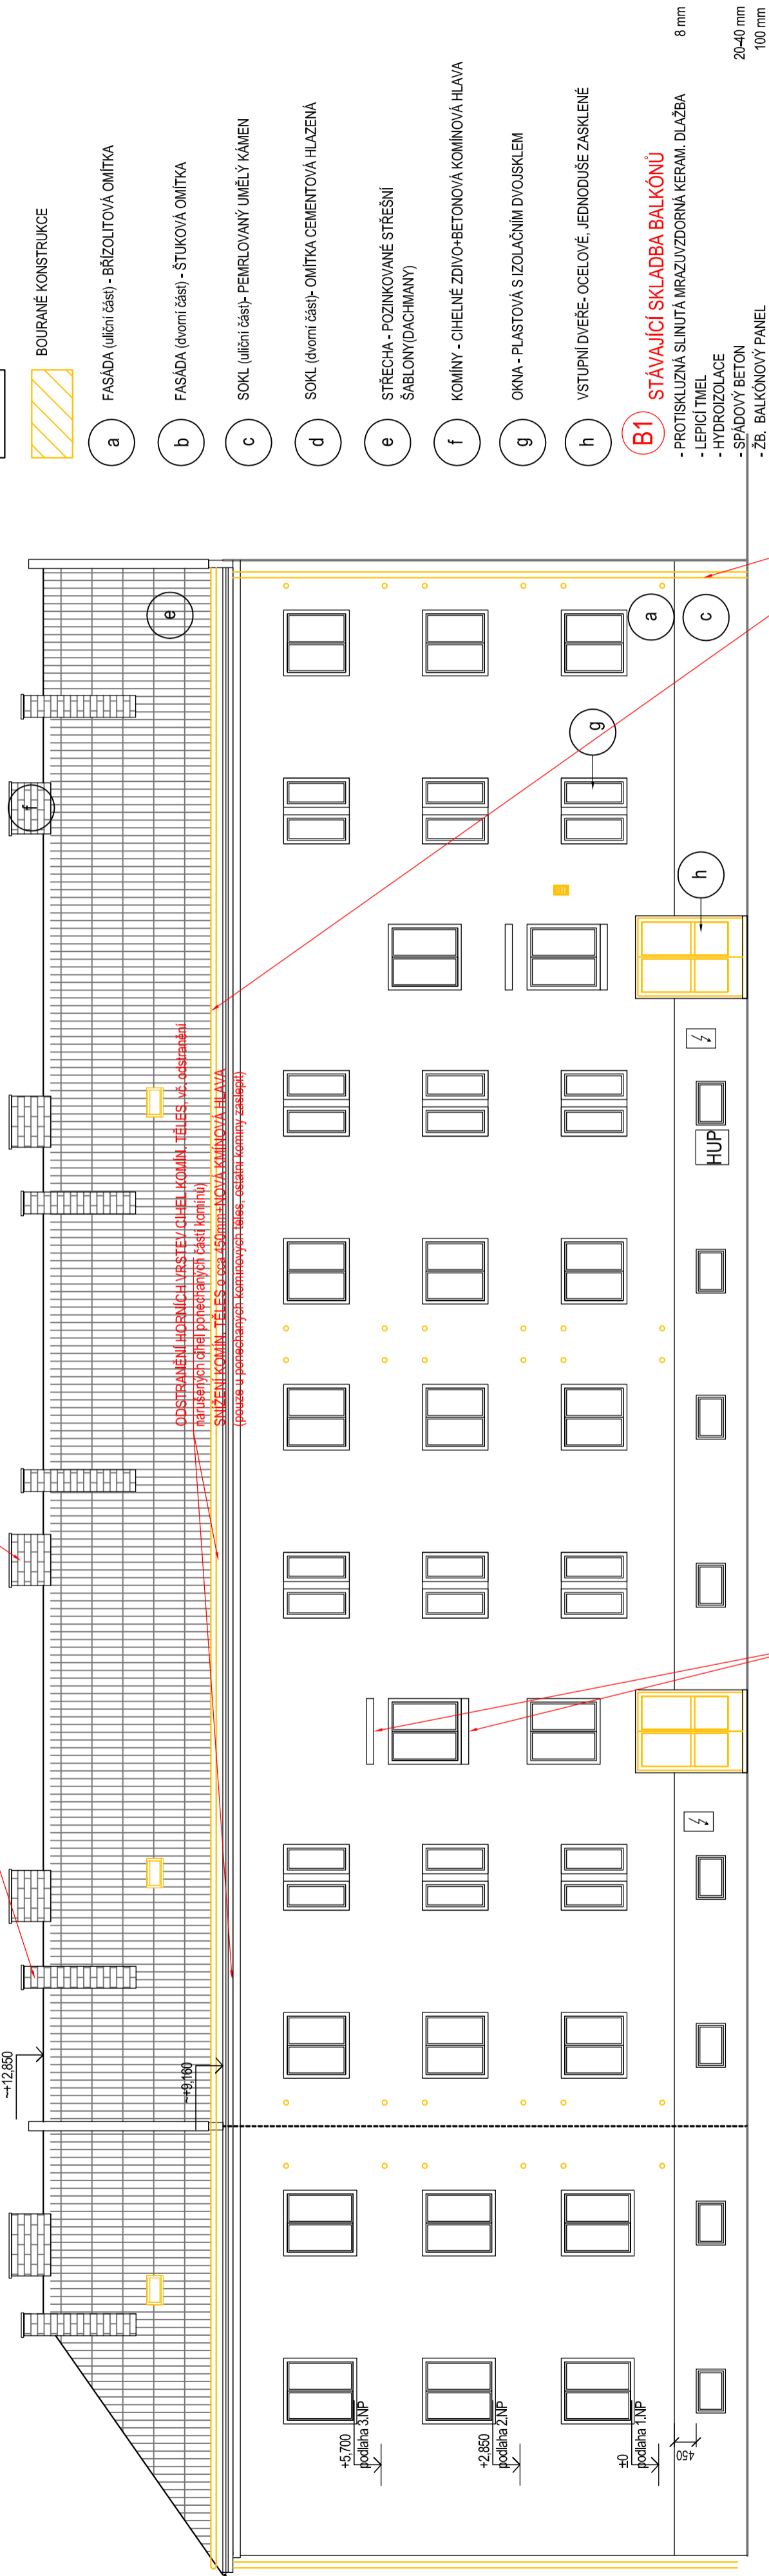 BOURANÉ KONSTRUKCE
a
FASÁDA (uliční část) - BŘÍZOLITOVÁ OMÍTKA
b
FASÁDA (dvorní část) - ŠTUKOVÁ OMÍTKA
c
SOKL (uliční část)- PEMRLOVANÝ UMĚLÝ KÁMEN
d
SOKL (dvorní část)- OMÍTKA CEMENTOVÁ HLAZENÁ
e
STŘECHA - POZINKOVANÉ STŘEŠNÍ
ŠABLONY(DACHMANY)
f
KOMÍNY - CIHELNÉ ZDIVO+BETONOVÁ KOMÍNOVÁ HLAVA
g
OKNA - PLASTOVÁ S IZOLAČNÍM DVOJSKLEM
h
VSTUPNÍ DVEŘE- OCELOVÉ, JEDNODUŠE ZASKLENÉ
B1
STÁVAJÍCÍ SKLADBA BALKÓNŮ
- PROTISKLUZNÁ SLINUTÁ MRAZUVZDORNÁ KERAM. DLAŽBA 8 mm
- LEPICÍ TMEL
- HYDROIZOLACE
- SPÁDOVÝ BETON 20-40 mm
- ŽB. BALKÓNOVÝ PANEL 100 mm
f
e
~+12,850
~+9,160
ODSTRANĚNÍ HORNÍCH VRSTEV CIHEL KOMÍN. TĚLES, vč. odstranění
narušených cihel ponechaných částí komínů)
SNÍŽENÍ KOMÍN. TĚLES o cca 450mm+NOVÁ KMÍNOVÁ HLAVA
(pouze u ponechaných komínových těles, ostatní komíny zaslepit)
g
a
c
h
HUP
+5,700
podlaha 3.NP
+2,850
podlaha 2.NP
±0
podlaha 1.NP
450